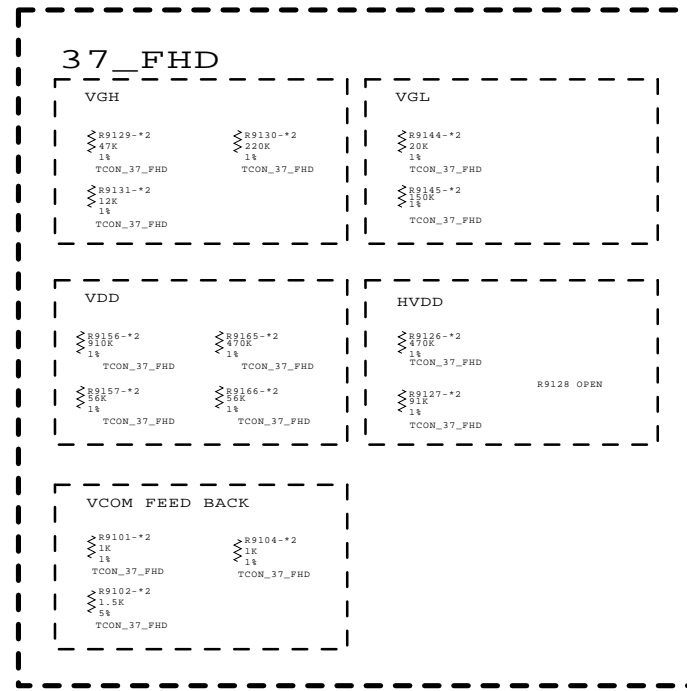 37_FHD
VGH
R9129-*2
47K
1%
TCON_37_FHD
R9130-*2
220K
1%
TCON_37_FHD
R9131-*2
12K
1%
TCON_37_FHD
VGL
R9144-*2
20K
1%
TCON_37_FHD
R9145-*2
150K
1%
TCON_37_FHD
VDD
R9156-*2
910K
1%
TCON_37_FHD
R9165-*2
470K
1%
TCON_37_FHD
R9157-*2
56K
1%
TCON_37_FHD
R9166-*2
56K
1%
TCON_37_FHD
HVDD
R9126-*2
470K
1%
TCON_37_FHD
R9128 OPEN
R9127-*2
91K
1%
TCON_37_FHD
VCOM FEED BACK
R9101-*2
1K
1%
TCON_37_FHD
R9104-*2
1K
1%
TCON_37_FHD
R9102-*2
1.5K
5%
TCON_37_FHD